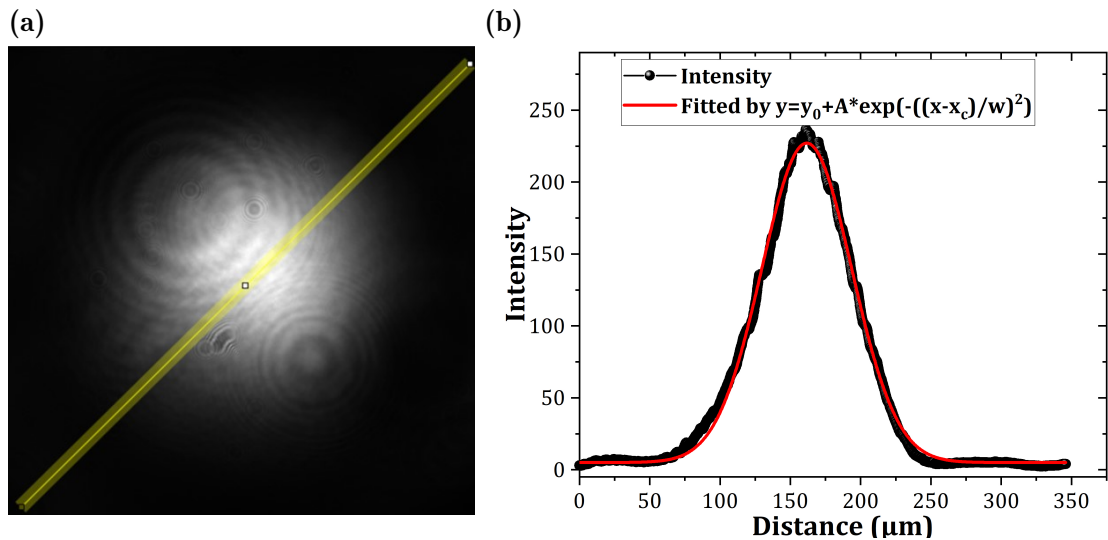 (a)
(b)
Intensity
Fitted by y=y₀+A*exp(-((x-x_c)/w)²)
Intensity
250
200
150
100
50
0
0 50 100 150 200 250 300 350
Distance (μm)